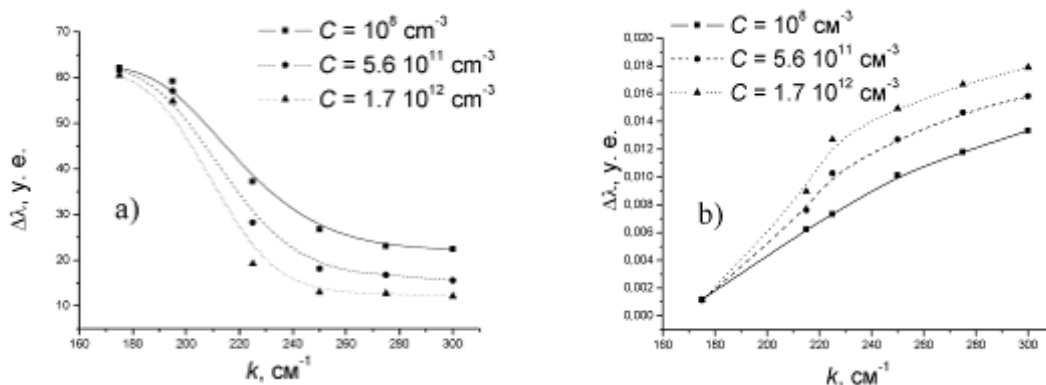 70
60
50
40
30
20
10
Δλ, у. е.
a)
C = 10⁸ cm⁻³
C = 5.6 10¹¹ cm⁻³
C = 1.7 10¹² cm⁻³
160 180 200 220 240 260 280 300
k, см⁻¹
0,020
0,018
0,016
0,014
0,012
0,010
0,008
0,006
0,004
0,002
0,000
Δλ, у. е.
b)
C = 10⁸ см⁻³
C = 5.6 10¹¹ см⁻³
C = 1.7 10¹² см⁻³
160 180 200 220 240 260 280 300
k, см⁻¹